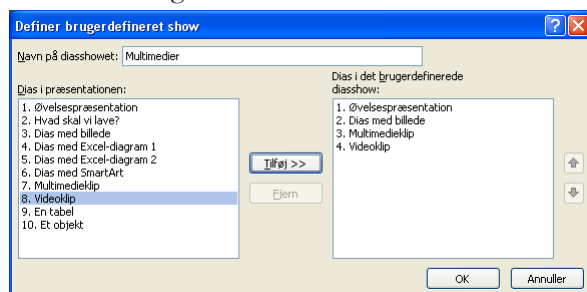 Definer brugerdefineret show
Navn på diasshowet: Multimedier
Dias i præsentationen:
1. Øvelsespræsentation
2. Hvad skal vi lave?
3. Dias med billede
4. Dias med Excel-diagram 1
5. Dias med Excel-diagram 2
6. Dias med SmartArt
7. Multimedieklip
8. Videoklip
9. En tabel
10. Et objekt
Tilføj >>
Fjern
Dias i det brugerdefinerede
diasshow:
1. Øvelsespræsentation
2. Dias med billede
3. Multimedieklip
4. Videoklip
OK
Annuller